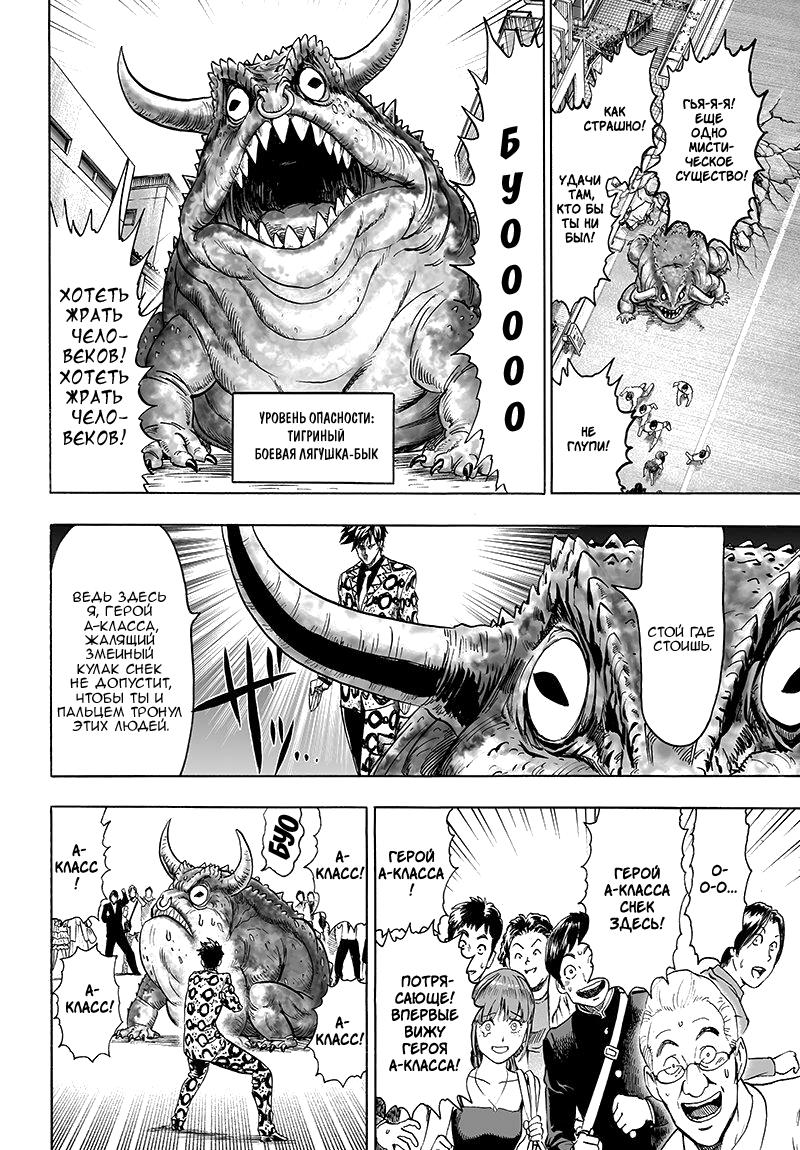 ГЬЯ-Я-Я!
ЕЩЕ
ОДНО
МИСТИ-
ЧЕСКОЕ
СУЩЕСТВО!
КАК
СТРАШНО!
УДАЧИ
ТАМ,
КТО БЫ
ТЫ НИ
БЫЛ!
НЕ
ГЛУПИ!
БУООООО
ХОТЕТЬ
ЖРАТЬ
ЧЕЛО-
ВЕКОВ!
ХОТЕТЬ
ЖРАТЬ
ЧЕЛО-
ВЕКОВ!
УРОВЕНЬ ОПАСНОСТИ:
ТИГРИНЫЙ
БОЕВАЯ ЛЯГУШКА-БЫК
СТОЙ ГДЕ
СТОИШЬ.
ВЕДЬ ЗДЕСЬ
Я, ГЕРОЙ
А-КЛАССА,
ЖАЛЯЩИЙ
ЗМЕИНЫЙ
КУЛАК СНЕК
НЕ ДОПУСТИТ,
ЧТОБЫ ТЫ И
ПАЛЬЦЕМ ТРОНУЛ
ЭТИХ ЛЮДЕЙ.
О-
О-О...
ГЕРОЙ
А-КЛАССА
СНЕК
ЗДЕСЬ!
ГЕРОЙ
А-КЛАССА
!
ПОТРЯ-
САЮЩЕ!
ВПЕРВЫЕ
ВИЖУ
ГЕРОЯ
А-КЛАССА!
БУО
А-
КЛАСС!
А-
КЛАСС
!
А-
КЛАСС!
А-
КЛАСС!